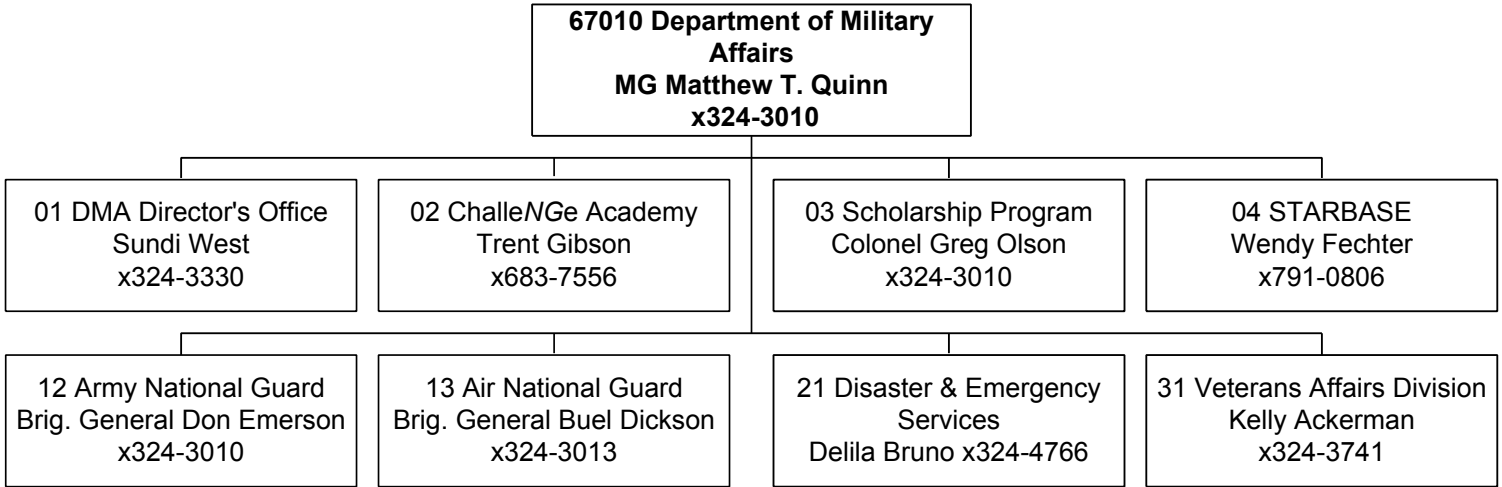 67010 Department of Military
Affairs
MG Matthew T. Quinn
x324-3010
01 DMA Director's Office
Sundi West
x324-3330
02 ChalleNGe Academy
Trent Gibson
x683-7556
03 Scholarship Program
Colonel Greg Olson
x324-3010
04 STARBASE
Wendy Fechter
x791-0806
12 Army National Guard
Brig. General Don Emerson
x324-3010
13 Air National Guard
Brig. General Buel Dickson
x324-3013
21 Disaster & Emergency
Services
Delila Bruno x324-4766
31 Veterans Affairs Division
Kelly Ackerman
x324-3741